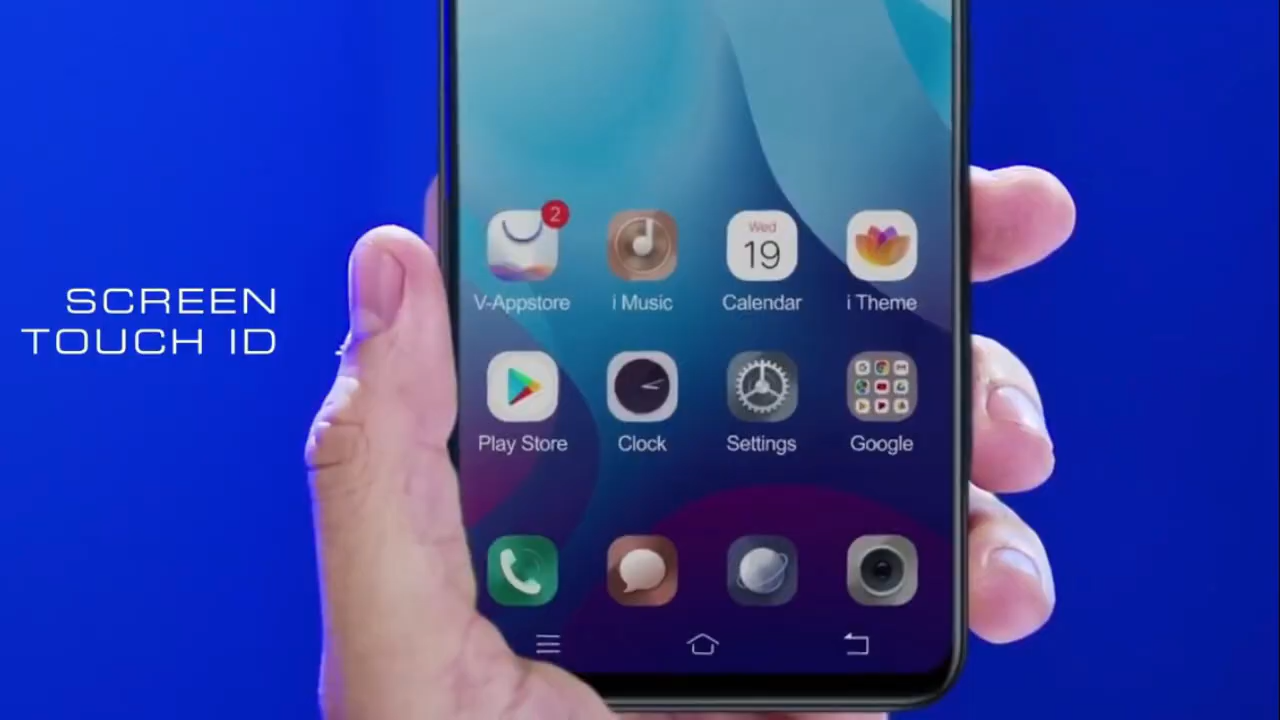 SCREEN
TOUCH ID
2
Wed
19
V-Appstore
i Music
Calendar
i Theme
Play Store
Clock
Settings
Google